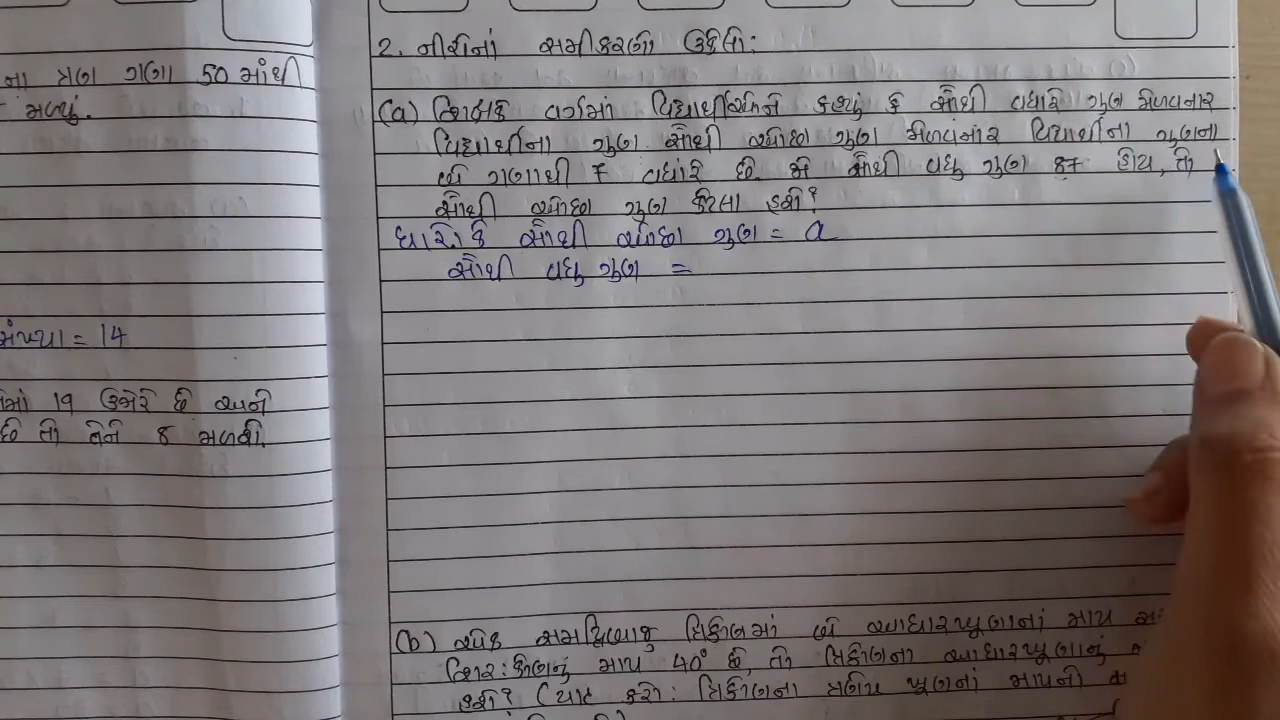 ના ત્રણ ગણા 50 માંથી
મળ્યું.
સંખ્યા = 14
માં 19 ઉમેરે છે અને
છે તો તેને 8 મળશે.
2. નીચેનાં સમીકરણો ઉકેલો:
(a) શિક્ષકે વર્ગમાં વિદ્યાર્થીઓને કહ્યું કે સૌથી વધારે ગુણ મેળવનાર
વિદ્યાર્થીના ગુણ સૌથી ઓછા ગુણ મેળવનાર વિદ્યાર્થીના ગુણના
બે ગણાથી 7 વધારે છે. જો સૌથી વધુ ગુણ 87 હોય, તો
સૌથી ઓછા ગુણ કેટલા હશે?
ધારો કે સૌથી ઓછા ગુણ = a
સૌથી વધુ ગુણ =
(b) એક સમદ્વિબાજુ ત્રિકોણમાં બે આધારખૂણાનાં માપ
શિરઃકોણનું માપ 40° છે, તો ત્રિકોણના આધારખૂણાનું
હશે? (યાદ કરો: ત્રિકોણના ત્રણેય ખૂણાનાં માપનો